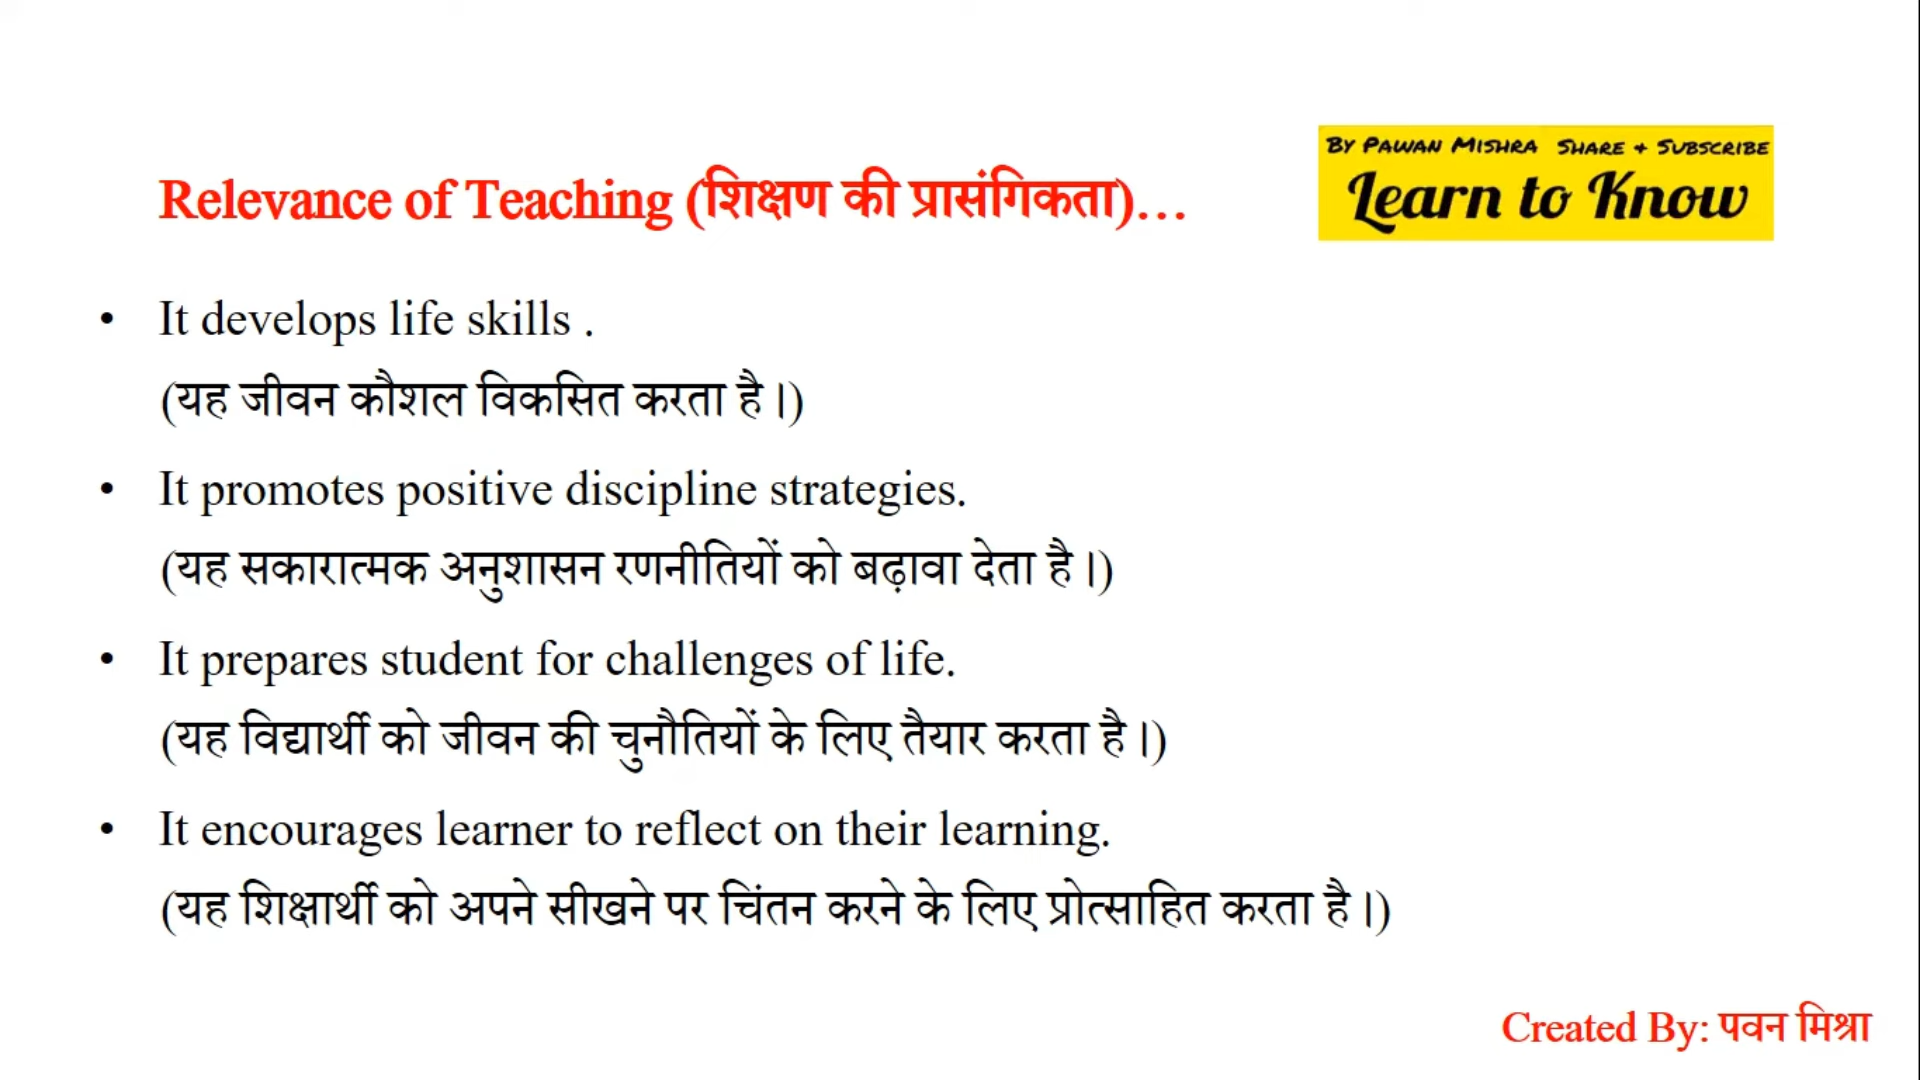 By Pawan Mishra Share & Subscribe
Learn to Know
Relevance of Teaching (शिक्षण की प्रासंगिकता)…
• It develops life skills .
(यह जीवन कौशल विकसित करता है।)
• It promotes positive discipline strategies.
(यह सकारात्मक अनुशासन रणनीतियों को बढ़ावा देता है।)
• It prepares student for challenges of life.
(यह विद्यार्थी को जीवन की चुनौतियों के लिए तैयार करता है।)
• It encourages learner to reflect on their learning.
(यह शिक्षार्थी को अपने सीखने पर चिंतन करने के लिए प्रोत्साहित करता है।)
Created By: पवन मिश्रा